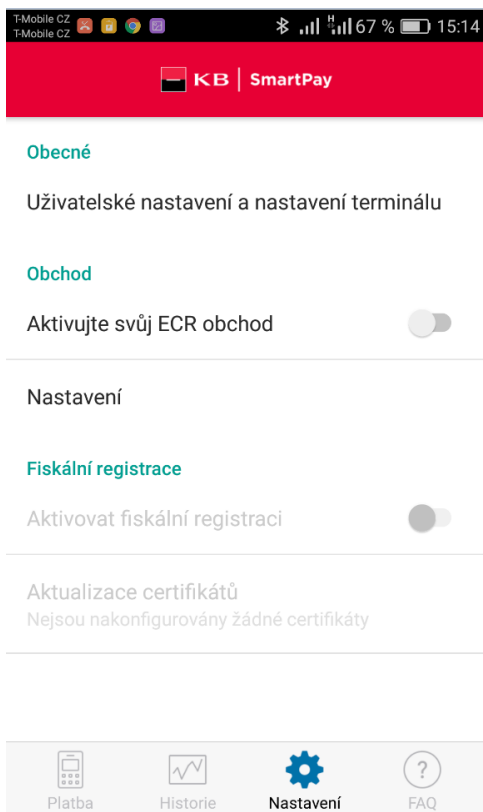 T-Mobile CZ
T-Mobile CZ
H 67 % 15:14
KB | SmartPay
Obecné
Uživatelské nastavení a nastavení terminálu
Obchod
Aktivujte svůj ECR obchod
Nastavení
Fiskální registrace
Aktivovat fiskální registraci
Aktualizace certifikátů
Nejsou nakonfigurovány žádné certifikáty
Platba Historie Nastavení ? FAQ